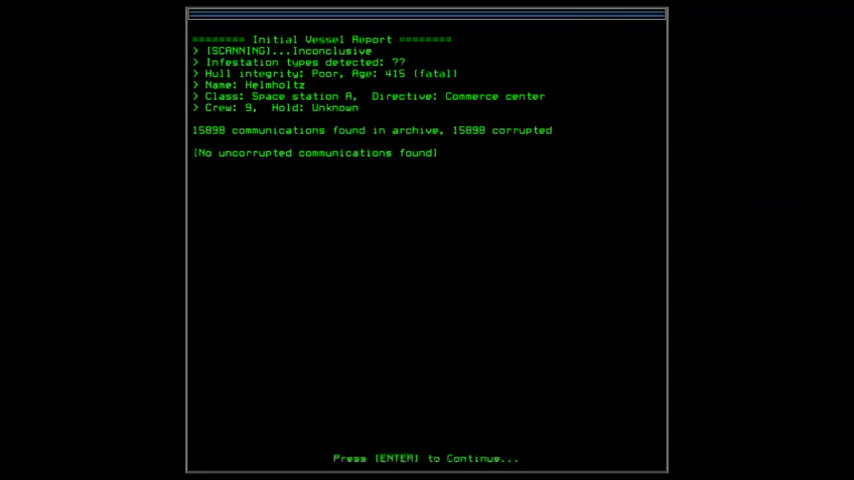 ======== Initial Vessel Report ========
> [SCANNING]...Inconclusive
> Infestation types detected: ??
> Hull integrity: Poor, Age: 415 (fatal)
> Name: Helmholtz
> Class: Space station A, Directive: Commerce center
> Crew: 9, Hold: Unknown
15898 communications found in archive, 15898 corrupted
[No uncorrupted communications found]
Press [ENTER] to Continue...